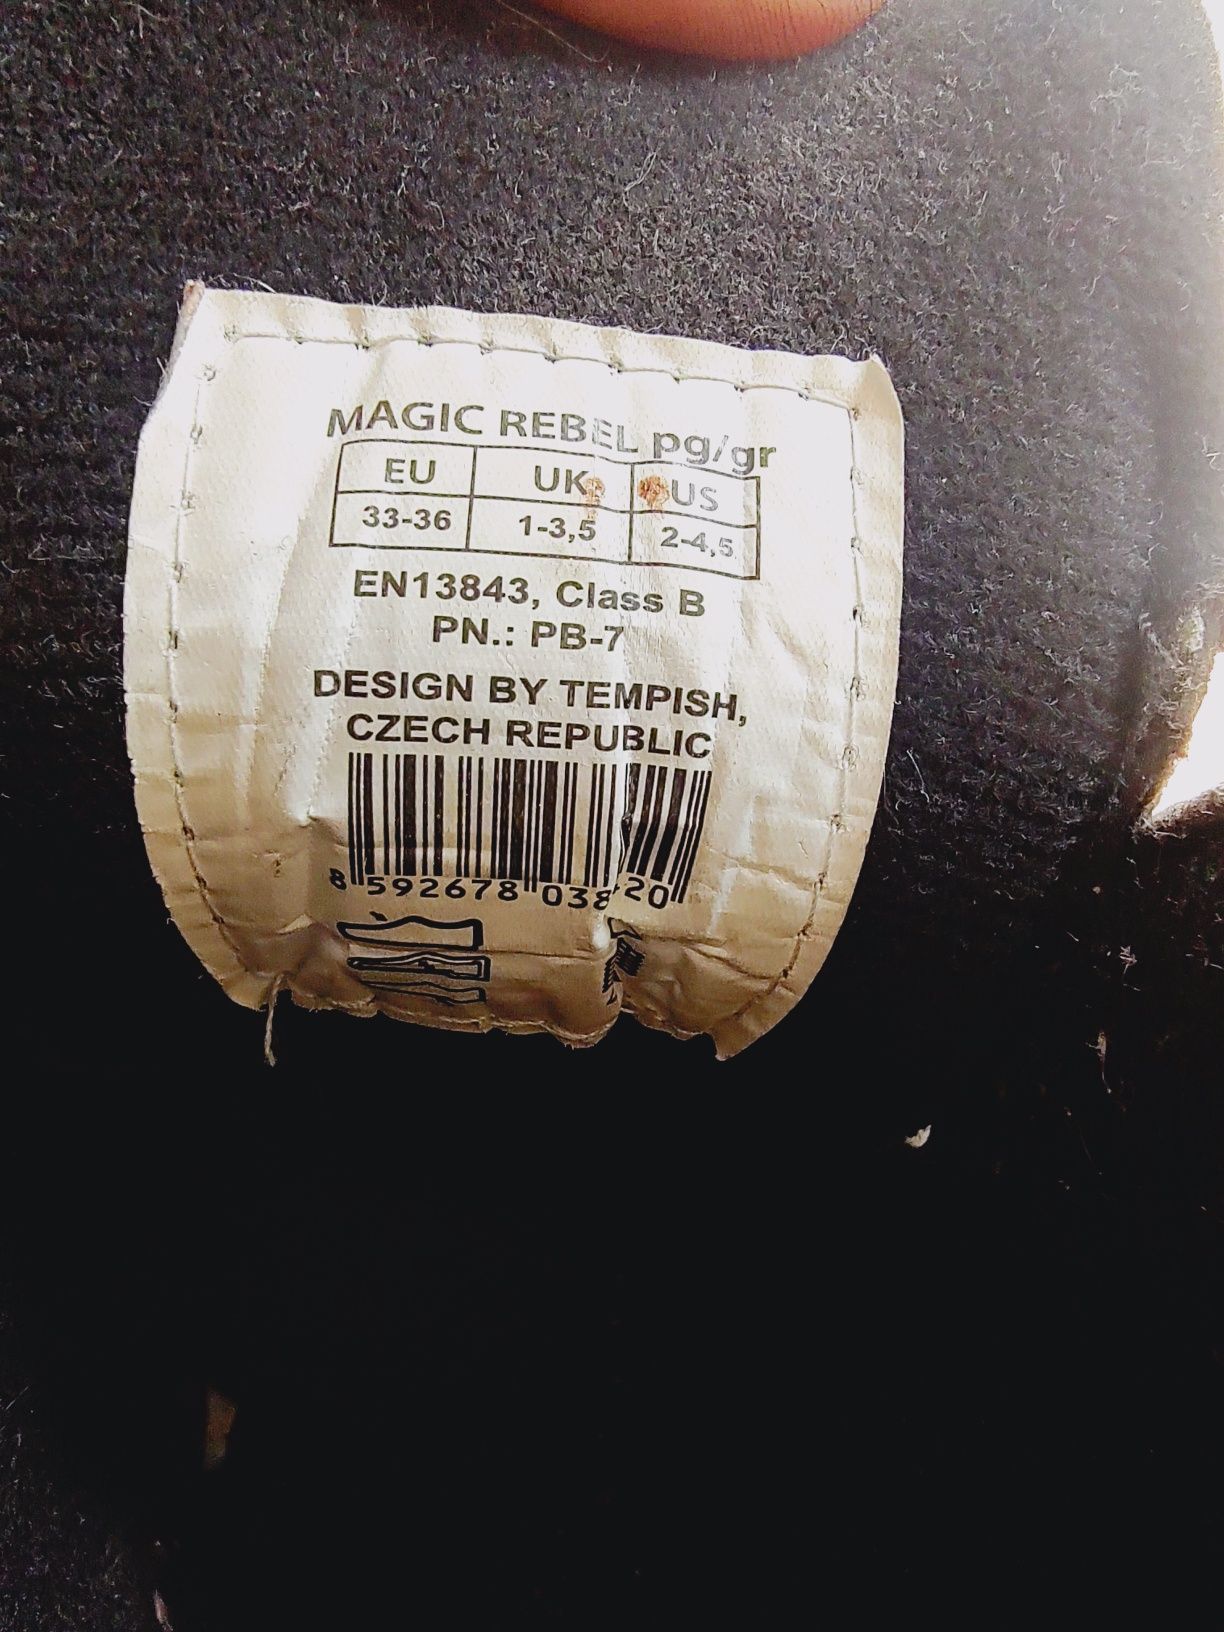 MAGIC REBEL pg/gr
EU UK US
33-36 1-3,5 2-4,5
EN13843, Class B
PN.: PB-7
DESIGN BY TEMPISH,
CZECH REPUBLIC
8 592678 038